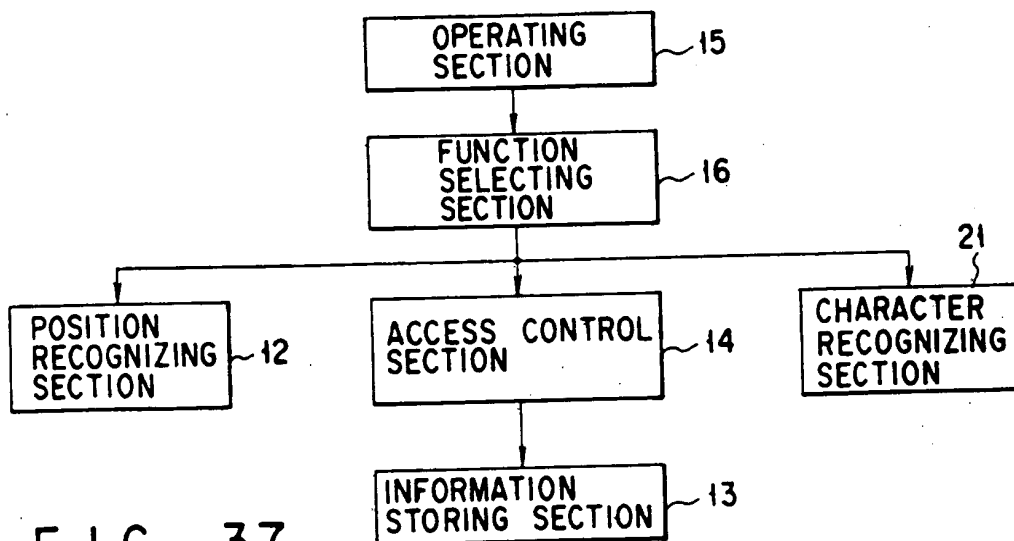 OPERATING
SECTION
15
FUNCTION
SELECTING
SECTION
16
21
POSITION
RECOGNIZING
SECTION
12
ACCESS CONTROL
SECTION
14
CHARACTER
RECOGNIZING
SECTION
INFORMATION
STORING SECTION
13
FIG. 37